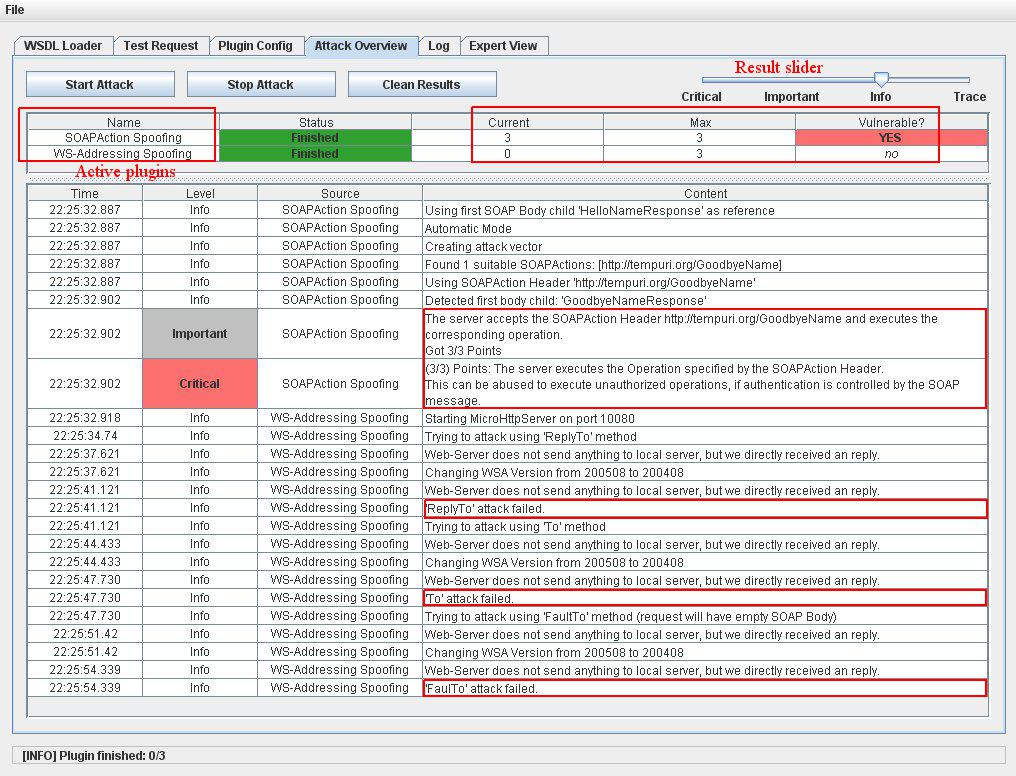 File
WSDL Loader Test Request Plugin Config Attack Overview Log Expert View
Start Attack Stop Attack Clean Results
Result slider
Critical Important Info Trace
Name Status Current Max Vulnerable?
SOAPAction Spoofing Finished 3 3 YES
WS-Addressing Spoofing Finished 0 3 no
Active plugins
Time Level Source Content
22:25:32.887 Info SOAPAction Spoofing Using first SOAP Body child 'HelloNameResponse' as reference
22:25:32.887 Info SOAPAction Spoofing Automatic Mode
22:25:32.887 Info SOAPAction Spoofing Creating attack vector
22:25:32.887 Info SOAPAction Spoofing Found 1 suitable SOAPActions: [http://tempuri.org/GoodbyeName]
22:25:32.887 Info SOAPAction Spoofing Using SOAPAction Header 'http://tempuri.org/GoodbyeName'
22:25:32.902 Info SOAPAction Spoofing Detected first body child: 'GoodbyeNameResponse'
22:25:32.902 Important SOAPAction Spoofing The server accepts the SOAPAction Header http://tempuri.org/GoodbyeName and executes the
corresponding operation.
Got 3/3 Points
22:25:32.902 Critical SOAPAction Spoofing (3/3) Points: The server executes the Operation specified by the SOAPAction Header.
This can be abused to execute unauthorized operations, if authentication is controlled by the SOAP
message.
22:25:32.918 Info WS-Addressing Spoofing Starting MicroHttpServer on port 10080
22:25:34.74 Info WS-Addressing Spoofing Trying to attack using 'ReplyTo' method
22:25:37.621 Info WS-Addressing Spoofing Web-Server does not send anything to local server, but we directly received an reply.
22:25:37.621 Info WS-Addressing Spoofing Changing WSA Version from 200508 to 200408
22:25:41.121 Info WS-Addressing Spoofing Web-Server does not send anything to local server, but we directly received an reply.
22:25:41.121 Info WS-Addressing Spoofing 'ReplyTo' attack failed.
22:25:41.121 Info WS-Addressing Spoofing Trying to attack using 'To' method
22:25:44.433 Info WS-Addressing Spoofing Web-Server does not send anything to local server, but we directly received an reply.
22:25:44.433 Info WS-Addressing Spoofing Changing WSA Version from 200508 to 200408
22:25:47.730 Info WS-Addressing Spoofing Web-Server does not send anything to local server, but we directly received an reply.
22:25:47.730 Info WS-Addressing Spoofing 'To' attack failed.
22:25:47.730 Info WS-Addressing Spoofing Trying to attack using 'FaultTo' method (request will have empty SOAP Body)
22:25:51.42 Info WS-Addressing Spoofing Web-Server does not send anything to local server, but we directly received an reply.
22:25:51.42 Info WS-Addressing Spoofing Changing WSA Version from 200508 to 200408
22:25:54.339 Info WS-Addressing Spoofing Web-Server does not send anything to local server, but we directly received an reply.
22:25:54.339 Info WS-Addressing Spoofing 'FaulTo' attack failed.
[INFO] Plugin finished: 0/3